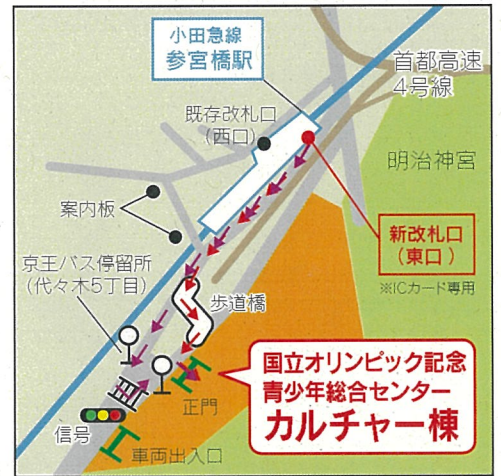 小田急線
参宮橋駅
首都高速
4号線
既存改札口
(西口)
明治神宮
案内板
新改札口
(東口)
※ICカード専用
京王バス停留所
(代々木5丁目)
歩道橋
国立オリンピック記念
青少年総合センター
カルチャー棟
正門
信号
車両出入口